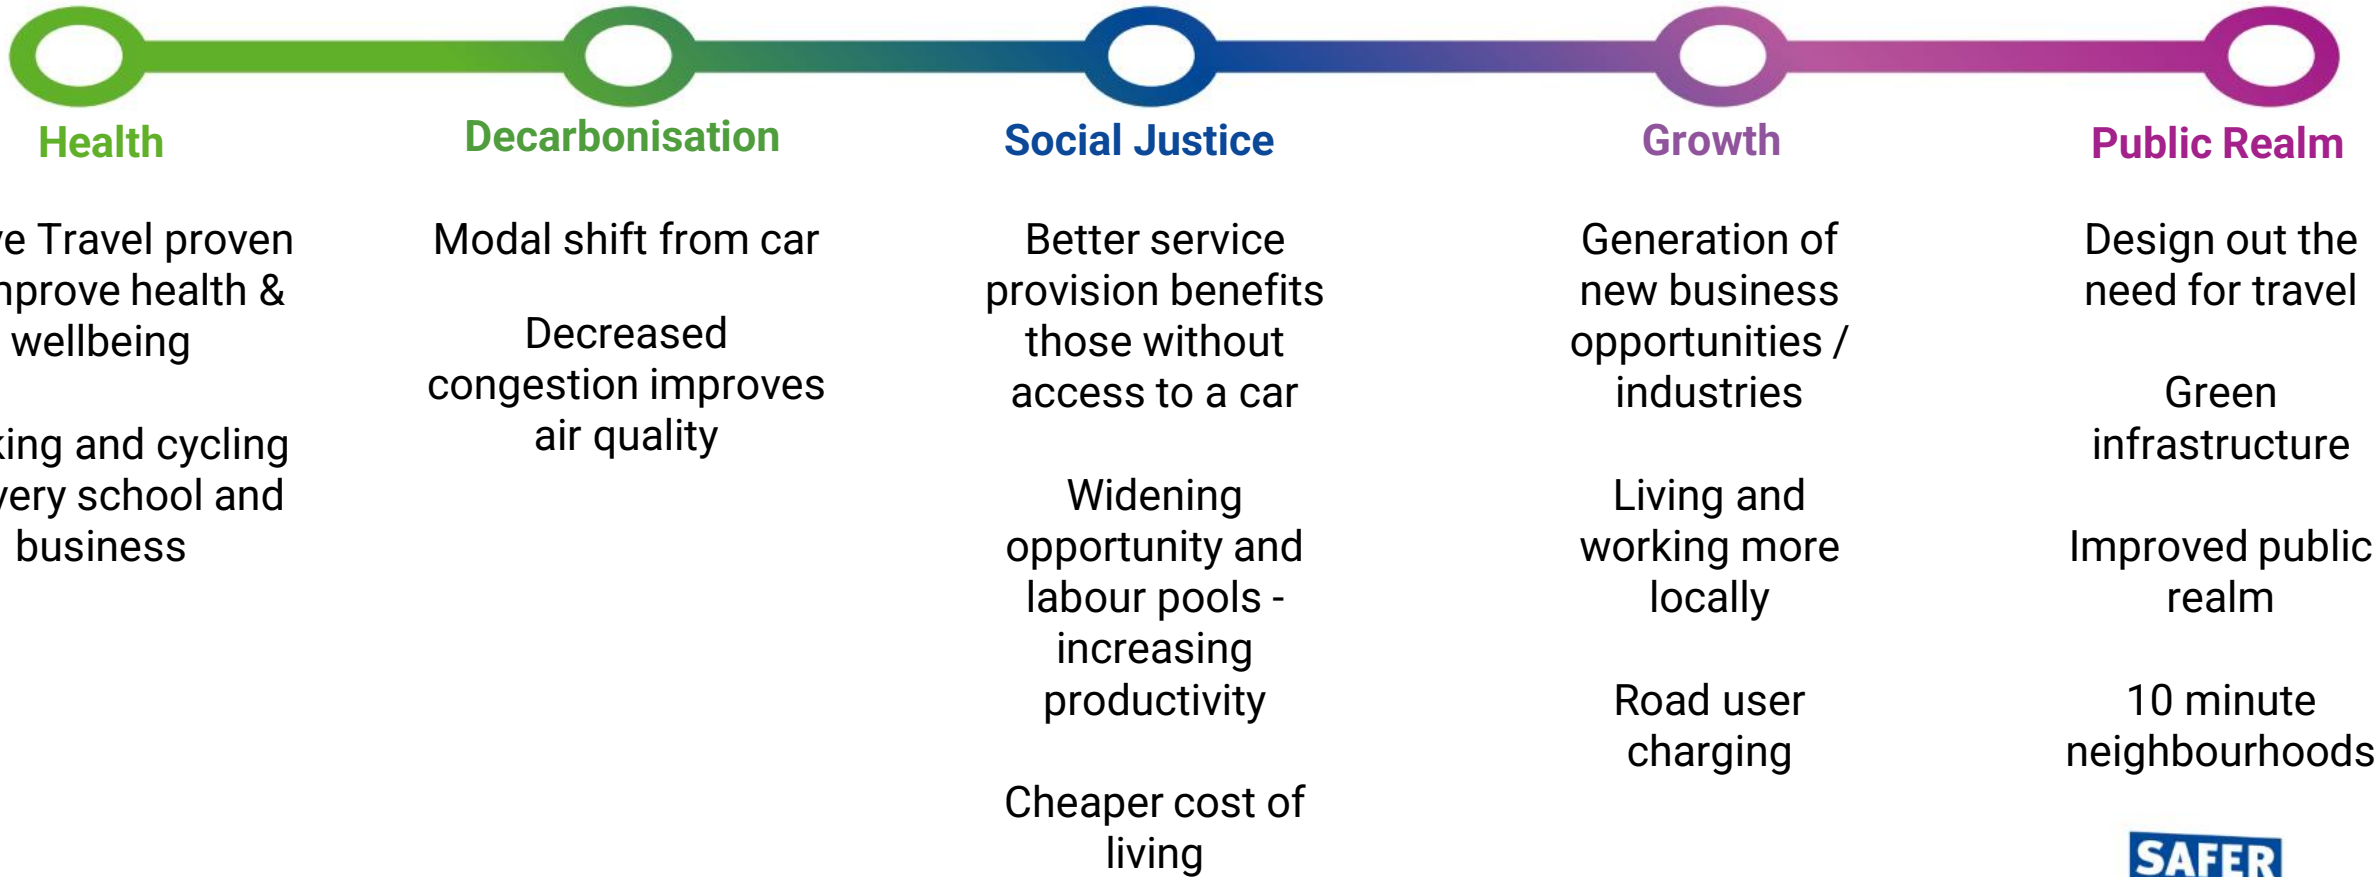 Health
ve Travel proven
nprove health &
wellbeing
king and cycling
very school and
business
Decarbonisation
Modal shift from car
Decreased
congestion improves
air quality
Social Justice
Better service
provision benefits
those without
access to a car
Widening
opportunity and
labour pools -
increasing
productivity
Cheaper cost of
living
Growth
Generation of
new business
opportunities /
industries
Living and
working more
locally
Road user
charging
Public Realm
Design out the
need for travel
Green
infrastructure
Improved public
realm
10 minute
neighbourhoods
SAFER